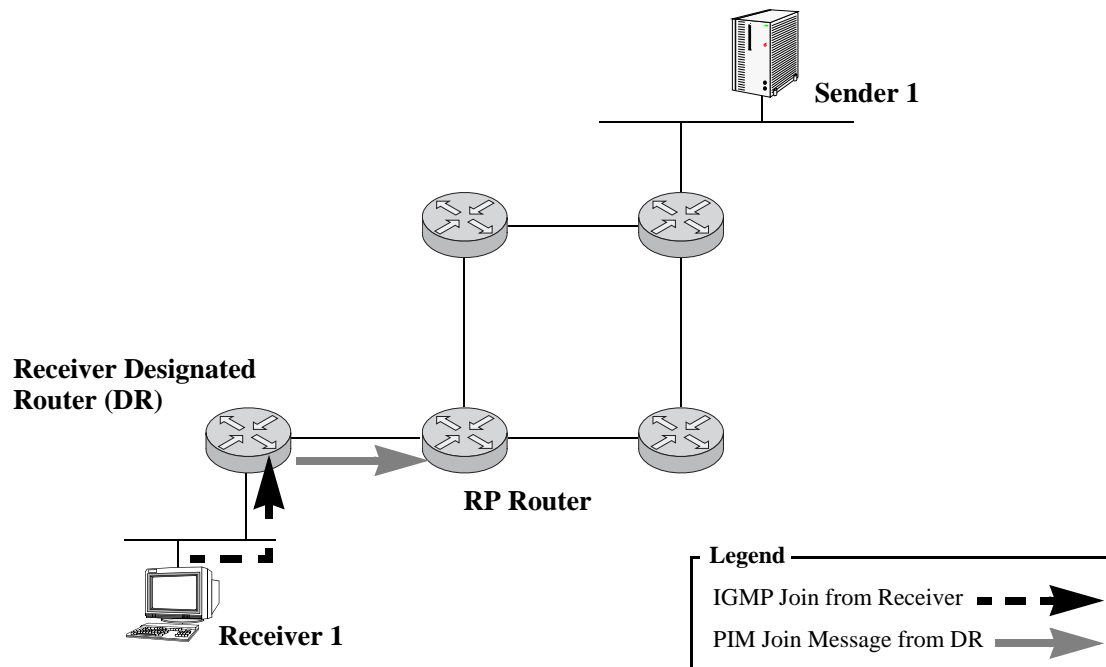 Sender 1
Receiver Designated
Router (DR)
RP Router
Receiver 1
Legend
IGMP Join from Receiver
PIM Join Message from DR